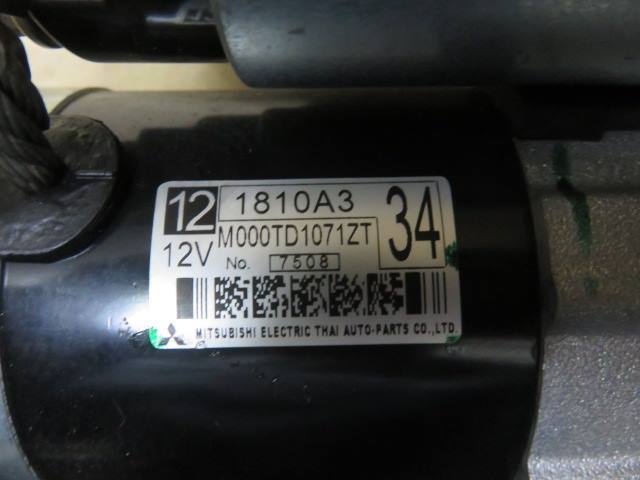 12 1810A3 34
12V M000TD1071ZT
No. 7508
MITSUBISHI ELECTRIC THAI AUTO-PARTS CO.,LTD.